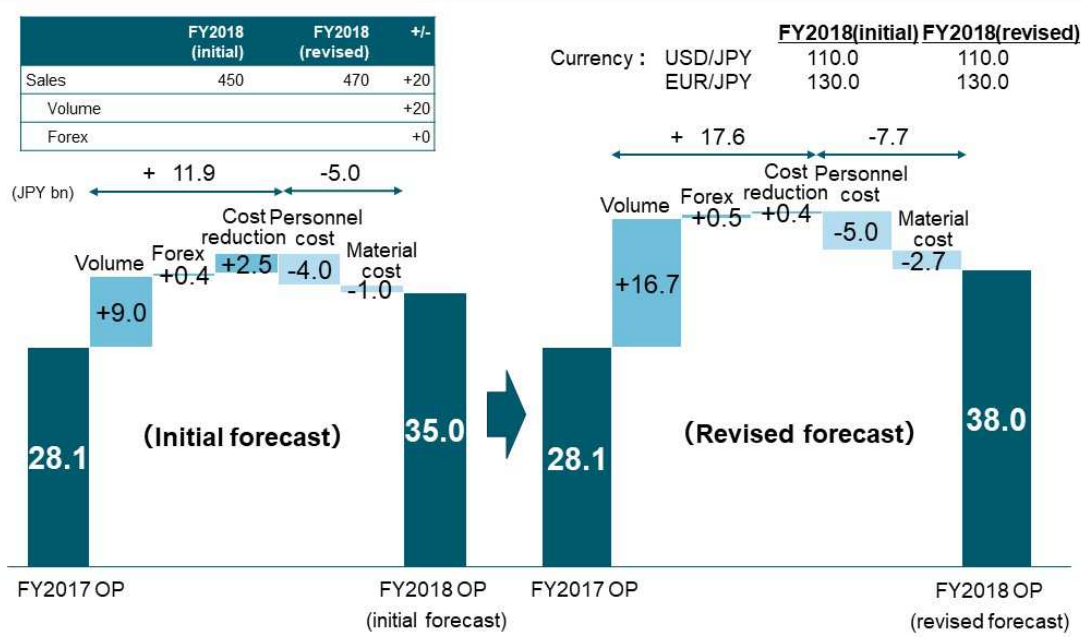 FY2018 (initial) FY2018 (revised) +/-
Sales 450 470 +20
Volume +20
Forex +0
FY2018(initial) FY2018(revised)
Currency : USD/JPY 110.0 110.0
EUR/JPY 130.0 130.0
(JPY bn)
+ 11.9
-5.0
Volume
+9.0
Forex
+0.4
Cost reduction
+2.5
Personnel cost
-4.0
Material cost
-1.0
28.1
(Initial forecast)
35.0
FY2017 OP
FY2018 OP
(initial forecast)
+ 17.6
-7.7
Volume
+16.7
Forex
+0.5
Cost reduction
+0.4
Personnel cost
-5.0
Material cost
-2.7
28.1
(Revised forecast)
38.0
FY2017 OP
FY2018 OP
(revised forecast)